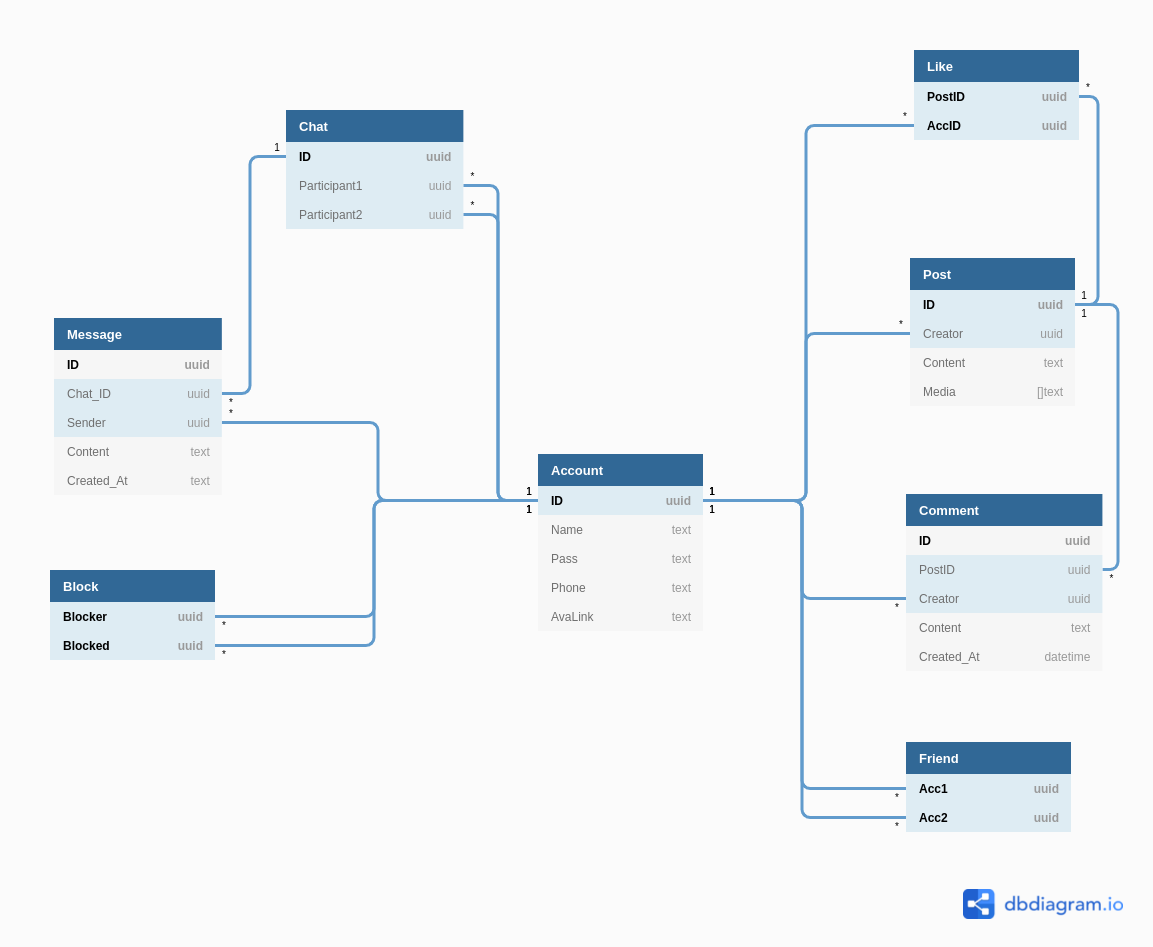 Like
PostID uuid
AccID uuid
*
*
Chat
ID uuid
Participant1 uuid
Participant2 uuid
1
*
*
Post
ID uuid
Creator uuid
Content text
Media []text
1
1
*
Message
ID uuid
Chat_ID uuid
Sender uuid
Content text
Created_At text
*
*
Account
ID uuid
Name text
Pass text
Phone text
AvaLink text
1
1
1
1
Comment
ID uuid
PostID uuid
Creator uuid
Content text
Created_At datetime
*
*
Block
Blocker uuid
Blocked uuid
*
*
Friend
Acc1 uuid
Acc2 uuid
*
*
dbdiagram.io